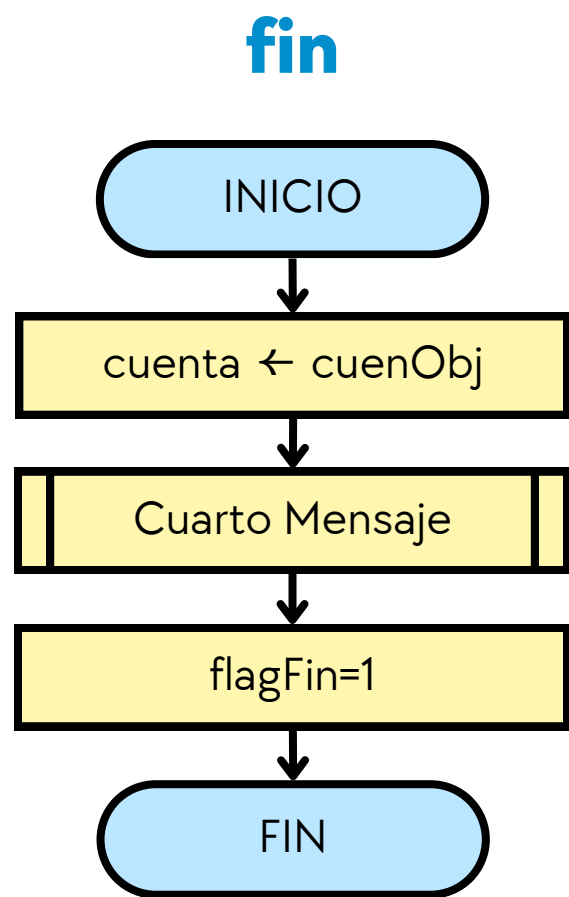 fin
INICIO
cuenta ← cuenObj
Cuarto Mensaje
flagFin=1
FIN